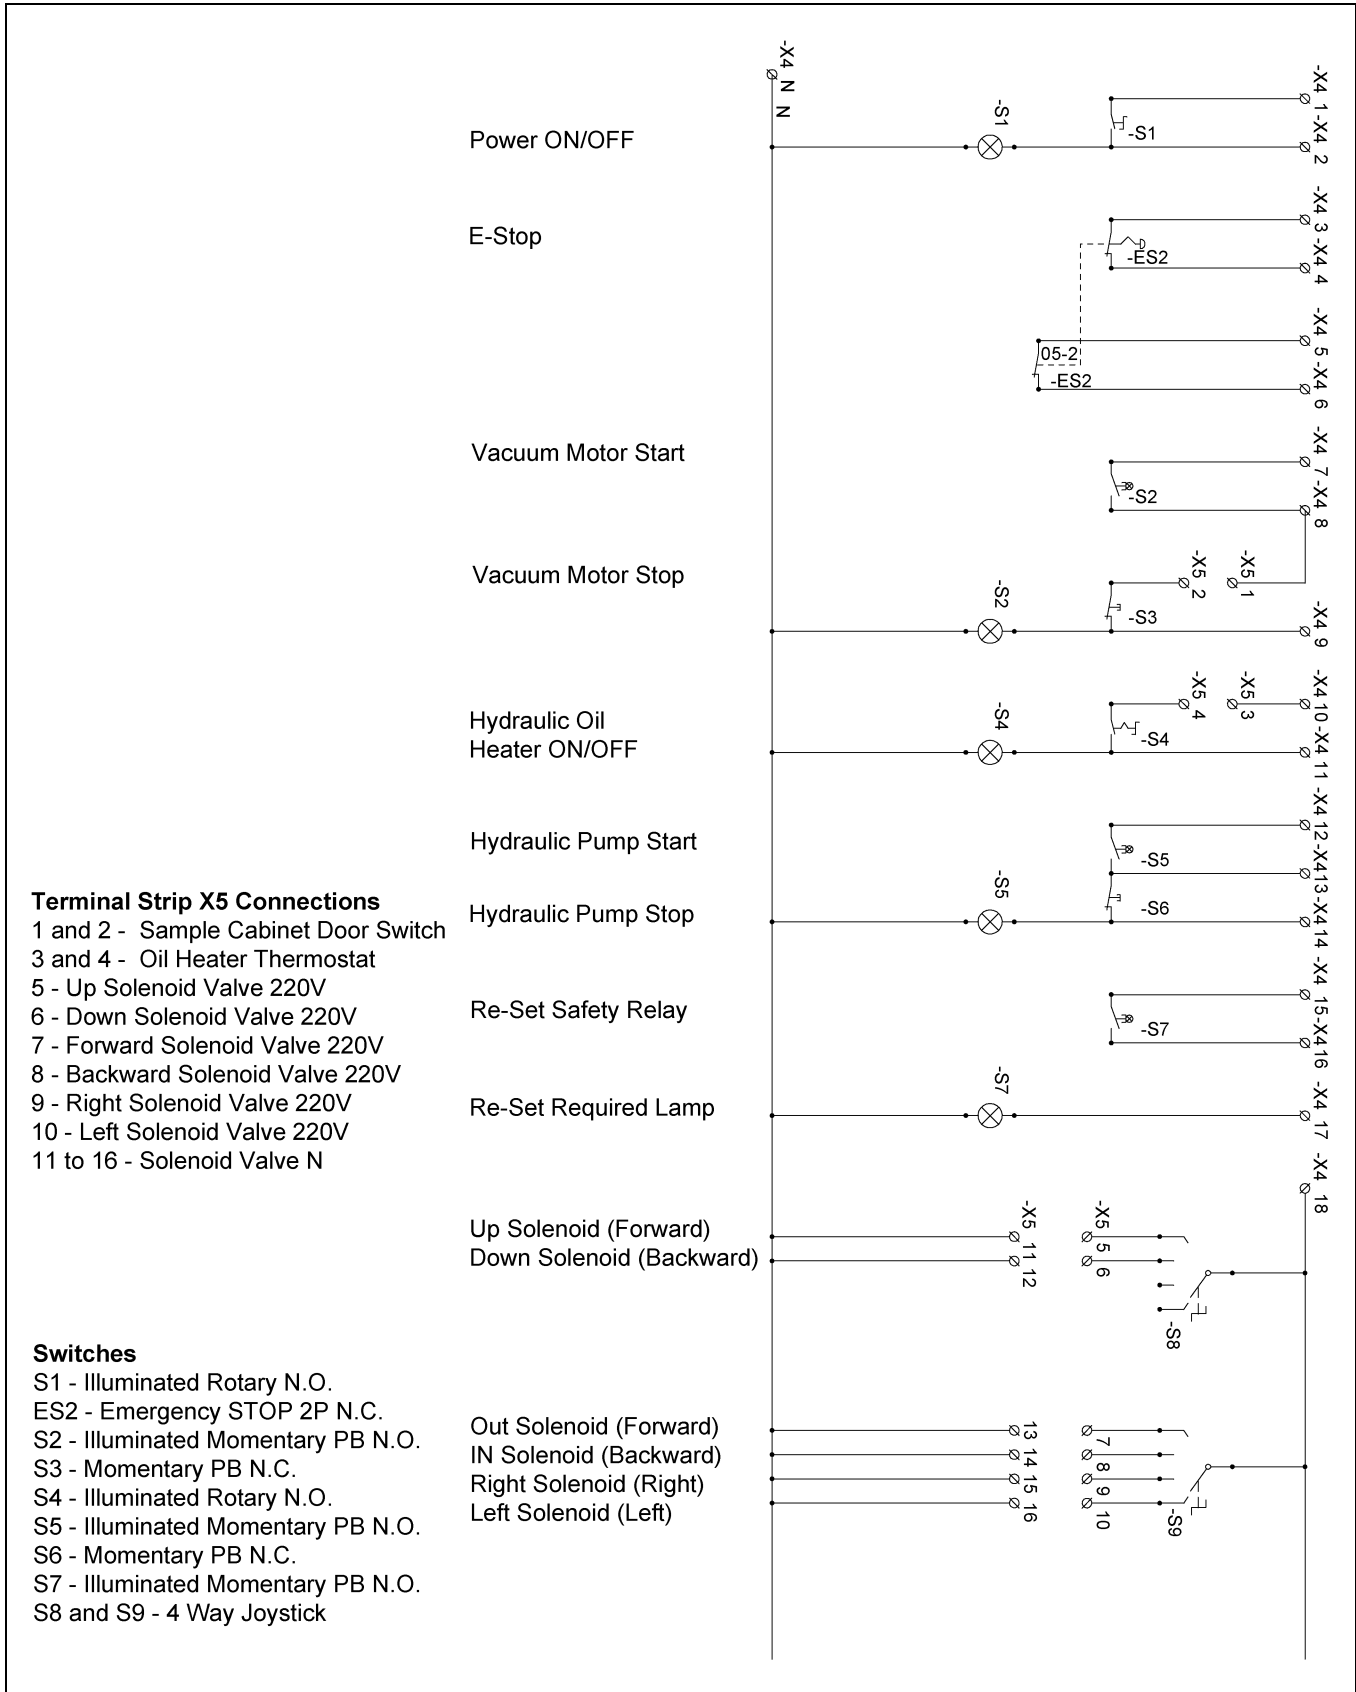 -X4 N N
-X4 1
-S1
Power ON/OFF
-S1
-X4 2
-X4 3
E-Stop
-ES2
-X4 4
-X4 5
05-2
-ES2
-X4 6
Vacuum Motor Start
-X4 7
-S2
-X4 8
Vacuum Motor Stop
-X5 2
-X5 1
-S2
-S3
-X4 9
Hydraulic Oil
Heater ON/OFF
-X5 4
-X5 3
-X4 10
-S4
-S4
-X4 11
Hydraulic Pump Start
-X4 12
-S5
-X4 13
Hydraulic Pump Stop
-S5
-S6
-X4 14
Re-Set Safety Relay
-X4 15
-S7
-X4 16
Re-Set Required Lamp
-S7
-X4 17
-X4 18
Up Solenoid (Forward)
Down Solenoid (Backward)
-X5 11 12
-X5 5 6
-S8
Out Solenoid (Forward)
IN Solenoid (Backward)
Right Solenoid (Right)
Left Solenoid (Left)
13 14 15 16
7 8 9 10
-S9
Terminal Strip X5 Connections
1 and 2 - Sample Cabinet Door Switch
3 and 4 - Oil Heater Thermostat
5 - Up Solenoid Valve 220V
6 - Down Solenoid Valve 220V
7 - Forward Solenoid Valve 220V
8 - Backward Solenoid Valve 220V
9 - Right Solenoid Valve 220V
10 - Left Solenoid Valve 220V
11 to 16 - Solenoid Valve N
Switches
S1 - Illuminated Rotary N.O.
ES2 - Emergency STOP 2P N.C.
S2 - Illuminated Momentary PB N.O.
S3 - Momentary PB N.C.
S4 - Illuminated Rotary N.O.
S5 - Illuminated Momentary PB N.O.
S6 - Momentary PB N.C.
S7 - Illuminated Momentary PB N.O.
S8 and S9 - 4 Way Joystick